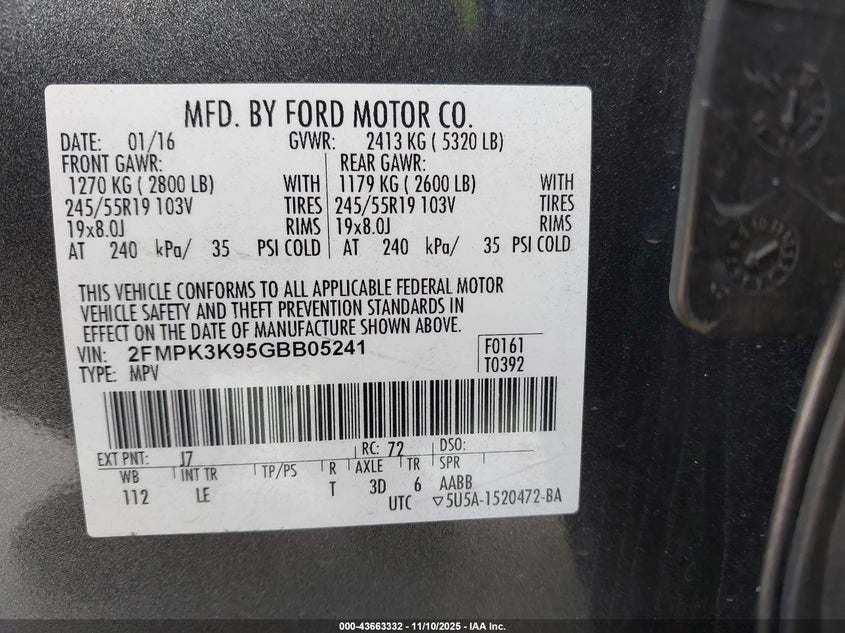 MFD. BY FORD MOTOR CO.
DATE: 01/16 GVWR: 2413 KG ( 5320 LB)
FRONT GAWR: REAR GAWR:
1270 KG ( 2800 LB) WITH 1179 KG ( 2600 LB) WITH
245/55R19 103V TIRES 245/55R19 103V TIRES
19x8.0J RIMS 19x8.0J RIMS
AT 240 kPa/ 35 PSI COLD AT 240 kPa/ 35 PSI COLD
THIS VEHICLE CONFORMS TO ALL APPLICABLE FEDERAL MOTOR
VEHICLE SAFETY AND THEFT PREVENTION STANDARDS IN
EFFECT ON THE DATE OF MANUFACTURE SHOWN ABOVE.
VIN: 2FMPK3K95GBB05241 F0161
TYPE: MPV T0392
EXT PNT: J7 RC: 72 DSO:
WB INT TR TP/PS R AXLE TR SPR
112 LE T 3D 6 AABB
UTC ▽5U5A-1520472-BA
000-43663332 - 11/10/2025 - IAA Inc.